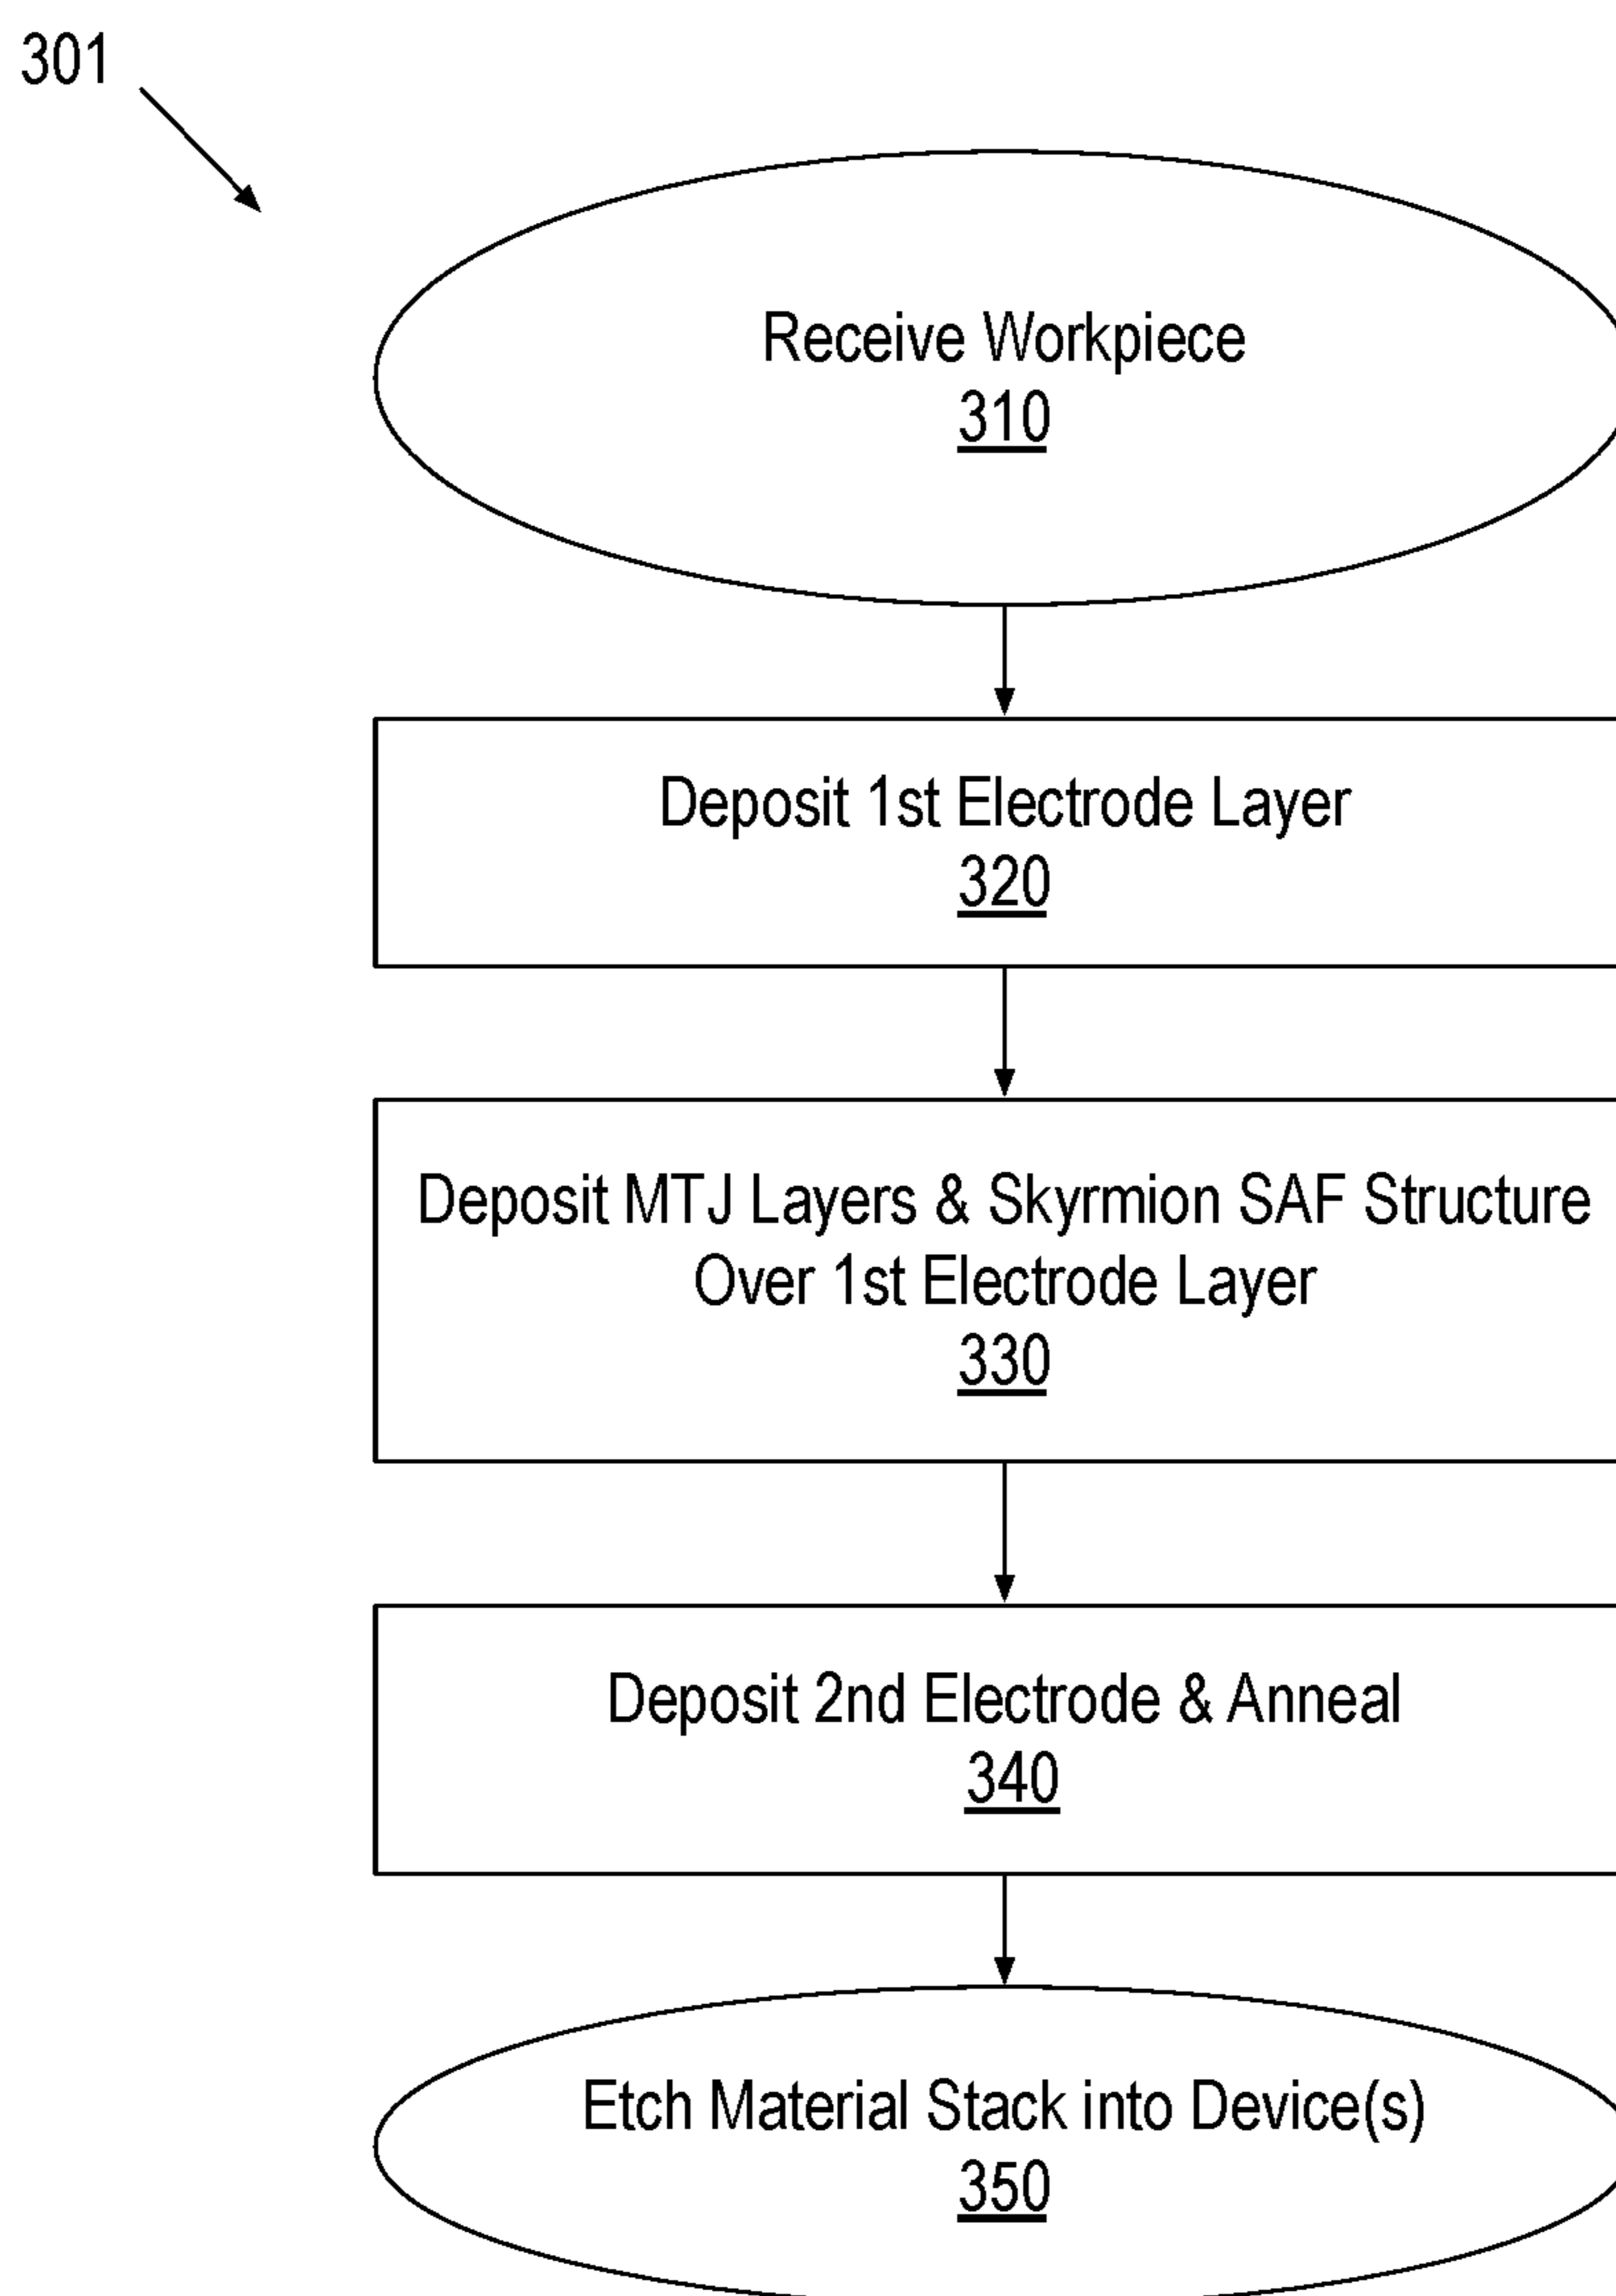 301
Receive Workpiece
310
Deposit 1st Electrode Layer
320
Deposit MTJ Layers & Skyrmion SAF Structure
Over 1st Electrode Layer
330
Deposit 2nd Electrode & Anneal
340
Etch Material Stack into Device(s)
350